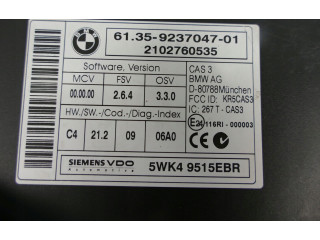 BMW
61.35-9237047-01
2102760535
Software, Version
MCV FSV OSV
00.00.00 2.6.4 3.3.0
HW./SW.-/Cod./Diag.-Index
C4 21.2 09 06A0
CAS 3
BMW AG
D-80788München
FCC ID: KR5CAS3
IC: 267 T - CAS3
SIEMENS VDO 5WK4 9515EBR